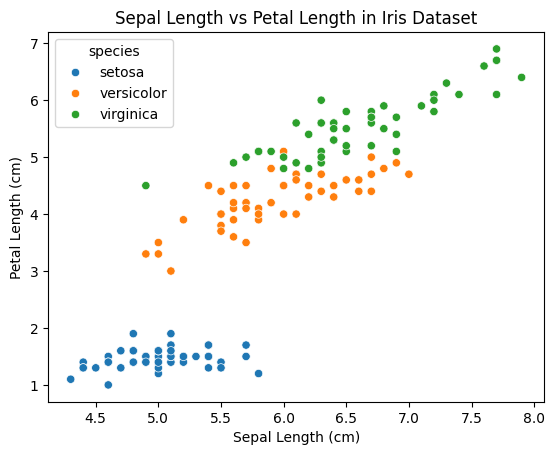 Sepal Length vs Petal Length in Iris Dataset
species
setosa
versicolor
virginica
Petal Length (cm)
7
6
5
4
3
2
1
4.5 5.0 5.5 6.0 6.5 7.0 7.5 8.0
Sepal Length (cm)